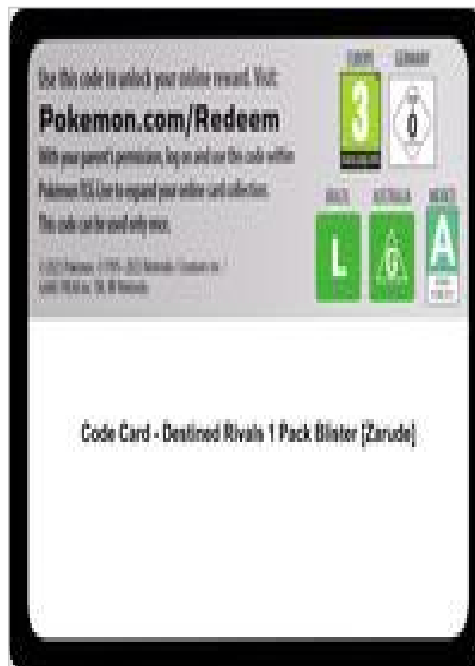 Use this code to unlock your online reward. Visit:
Pokemon.com/Redeem
With your parent's permission, log on and use this code within
Pokémon TCG Live to expand your online card collection.
This code can be used only once.
EUROPE
GERMANY
3
0
BRAZIL
AUSTRALIA
MEXICO
L
G
A
Code Card - Destined Rivals 1 Pack Blister [Zarude]